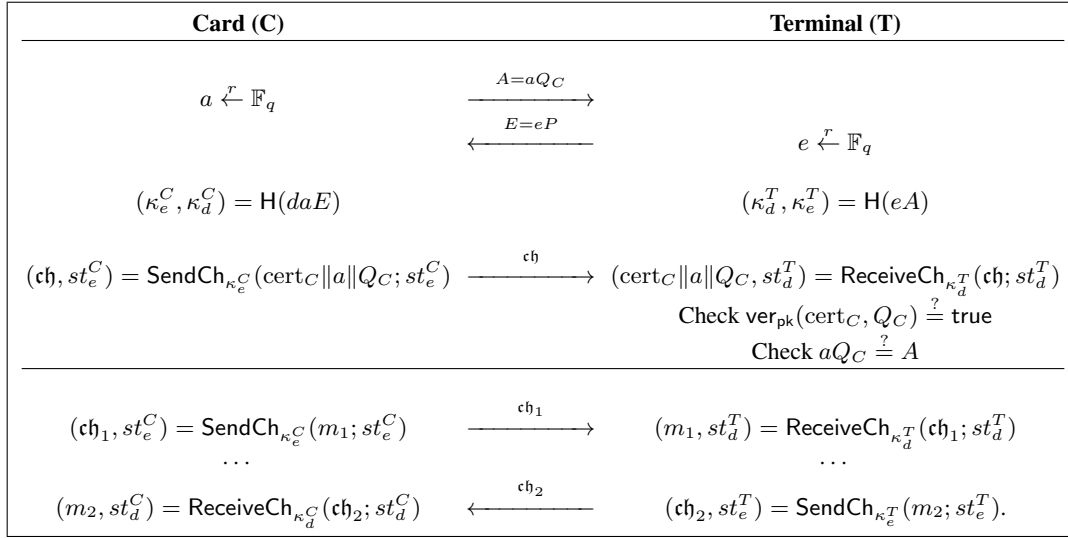 Card (C) Terminal (T)
a ←^r 𝔽_q A=aQ_C
E=eP e ←^r 𝔽_q
(κ_e^C, κ_d^C) = H(daE) (κ_d^T, κ_e^T) = H(eA)
(𝔠𝔥, st_e^C) = SendCh_{κ_e^C}(cert_C‖a‖Q_C; st_e^C) 𝔠𝔥 (cert_C‖a‖Q_C, st_d^T) = ReceiveCh_{κ_d^T}(𝔠𝔥; st_d^T)
Check ver_pk(cert_C, Q_C) ≟ true
Check aQ_C ≟ A
(𝔠𝔥_1, st_e^C) = SendCh_{κ_e^C}(m_1; st_e^C) 𝔠𝔥_1 (m_1, st_d^T) = ReceiveCh_{κ_d^T}(𝔠𝔥_1; st_d^T)
... ...
(m_2, st_d^C) = ReceiveCh_{κ_d^C}(𝔠𝔥_2; st_d^C) 𝔠𝔥_2 (𝔠𝔥_2, st_e^T) = SendCh_{κ_e^T}(m_2; st_e^T).